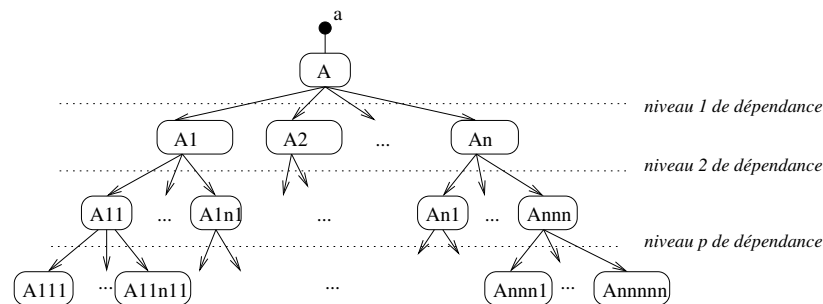 a
A
niveau 1 de dépendance
A1 A2 ... An
niveau 2 de dépendance
A11 ... A1n1 ... An1 ... Annn
niveau p de dépendance
A111 ... A11n11 ... Annn1 ... Annnnn